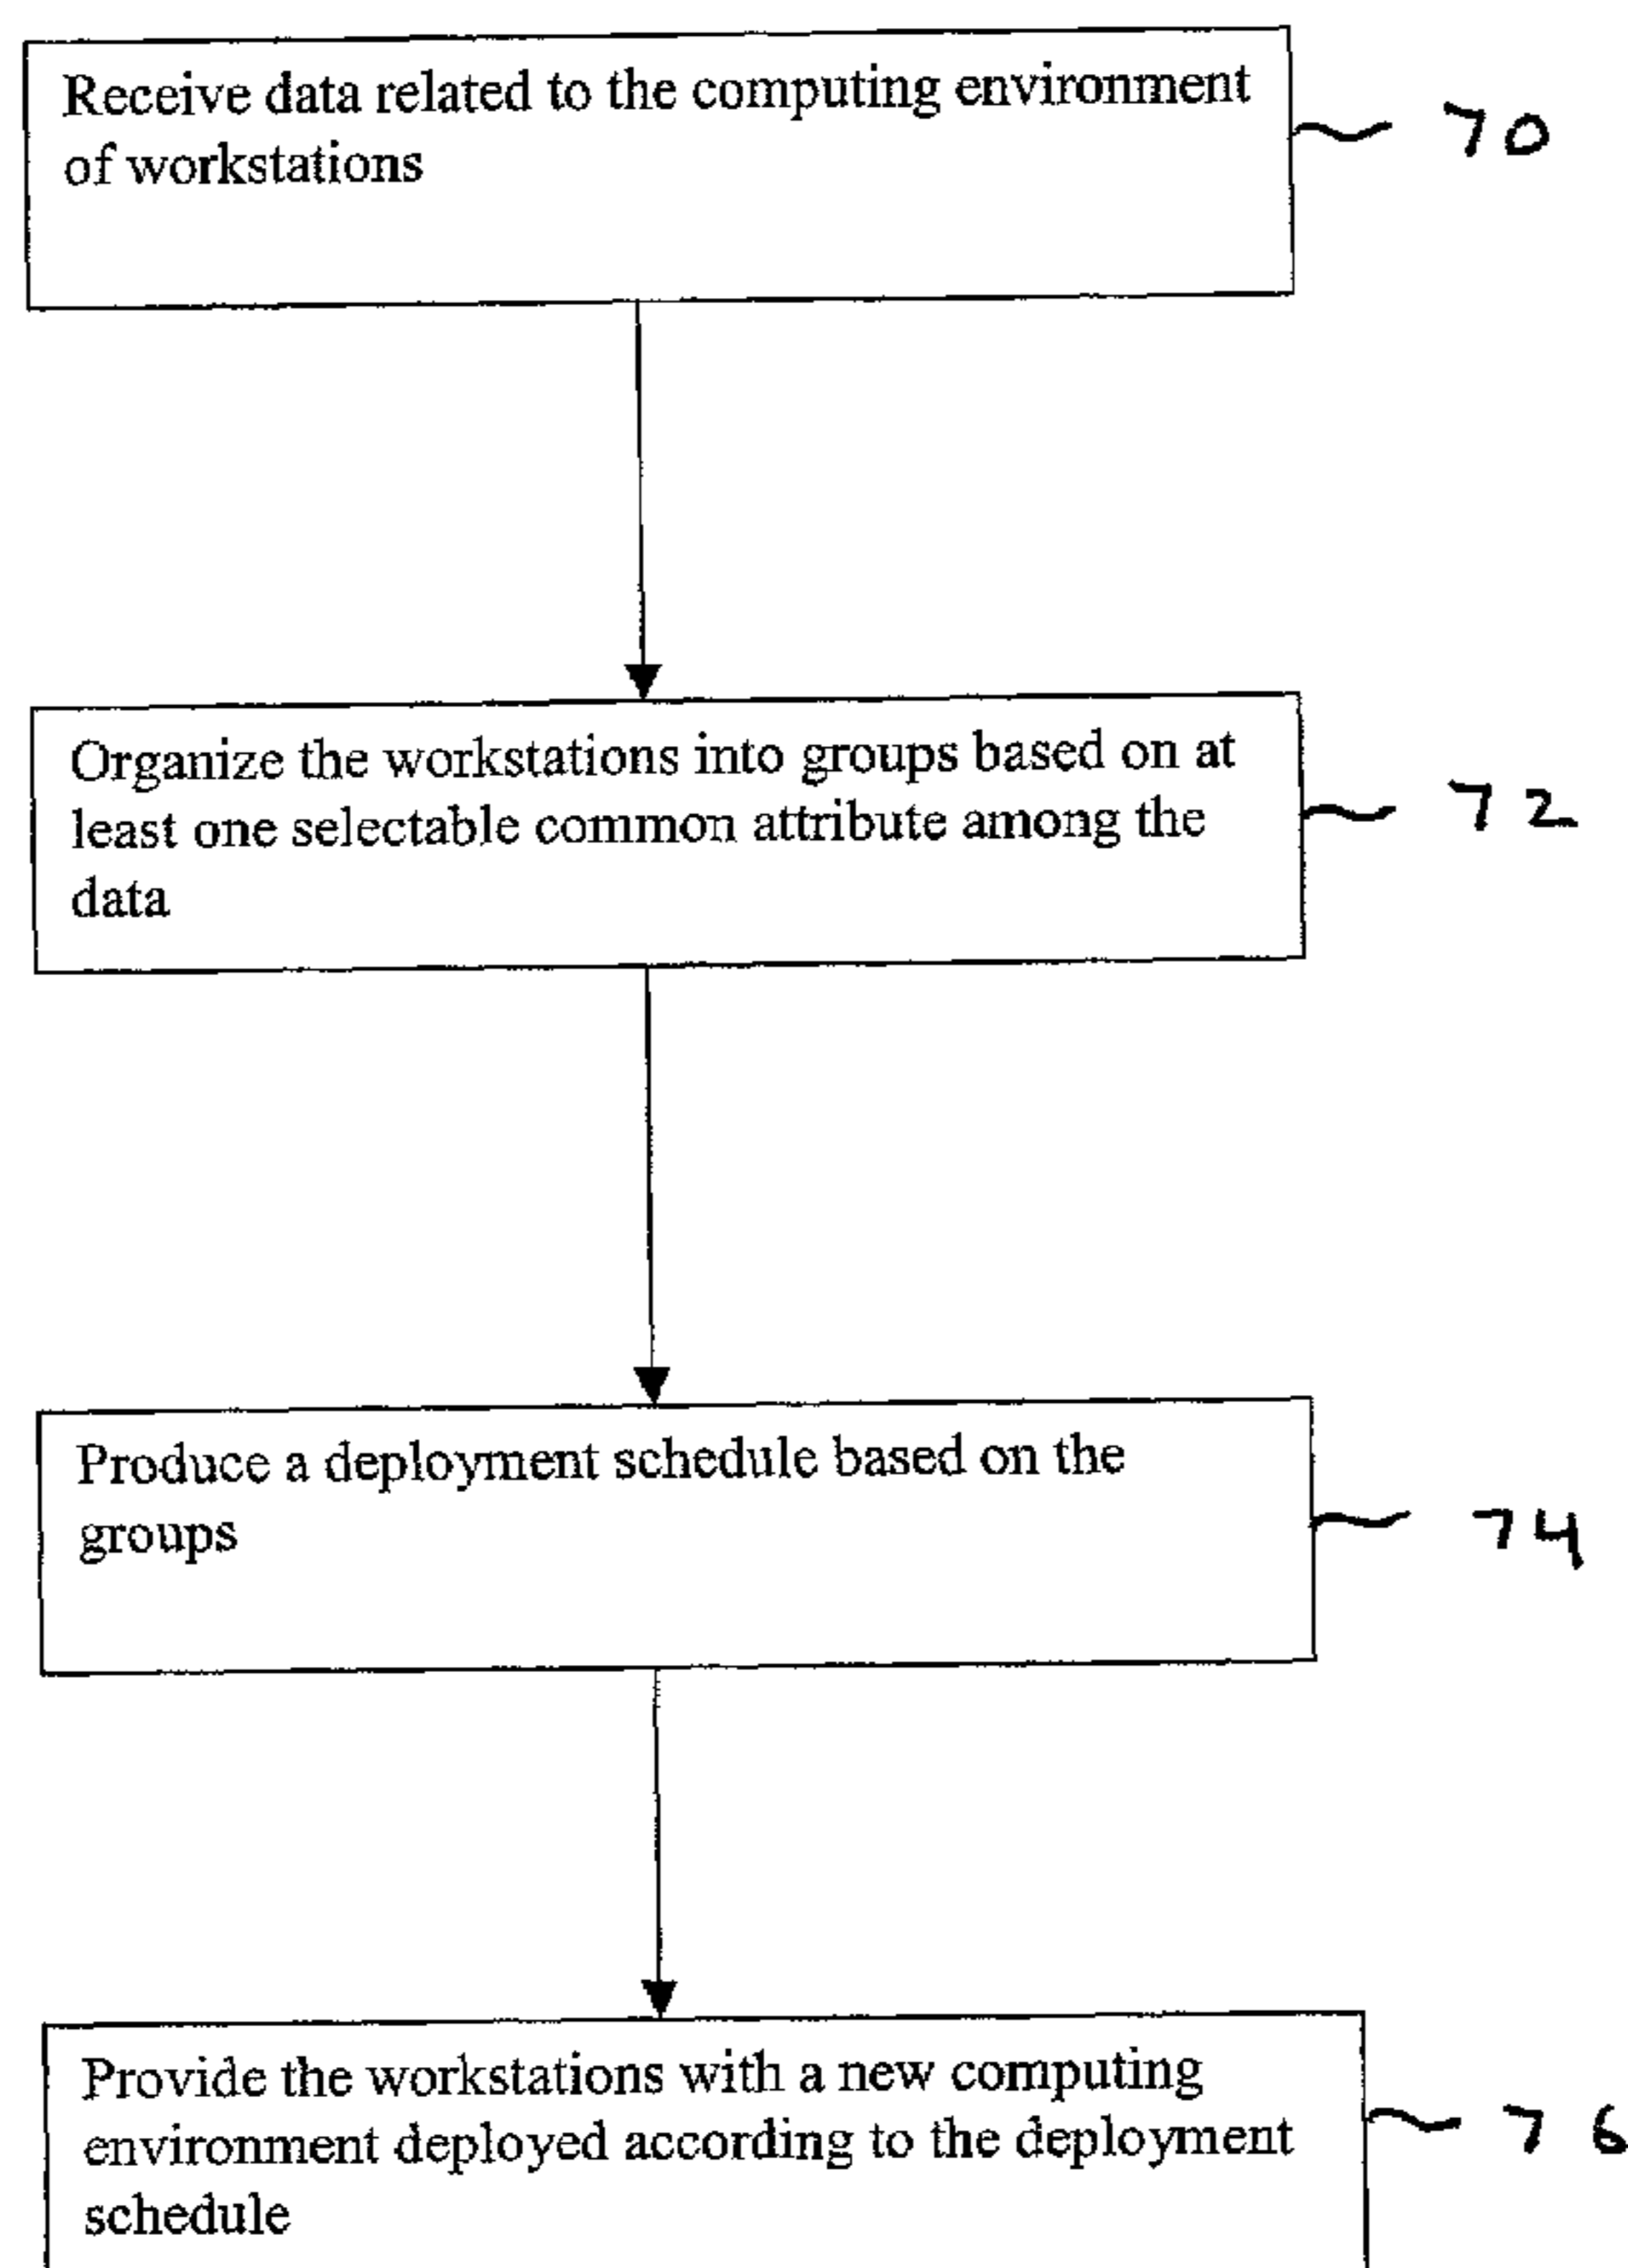 Receive data related to the computing environment
of workstations
70
Organize the workstations into groups based on at
least one selectable common attribute among the
data
72
Produce a deployment schedule based on the
groups
74
Provide the workstations with a new computing
environment deployed according to the deployment
schedule
76